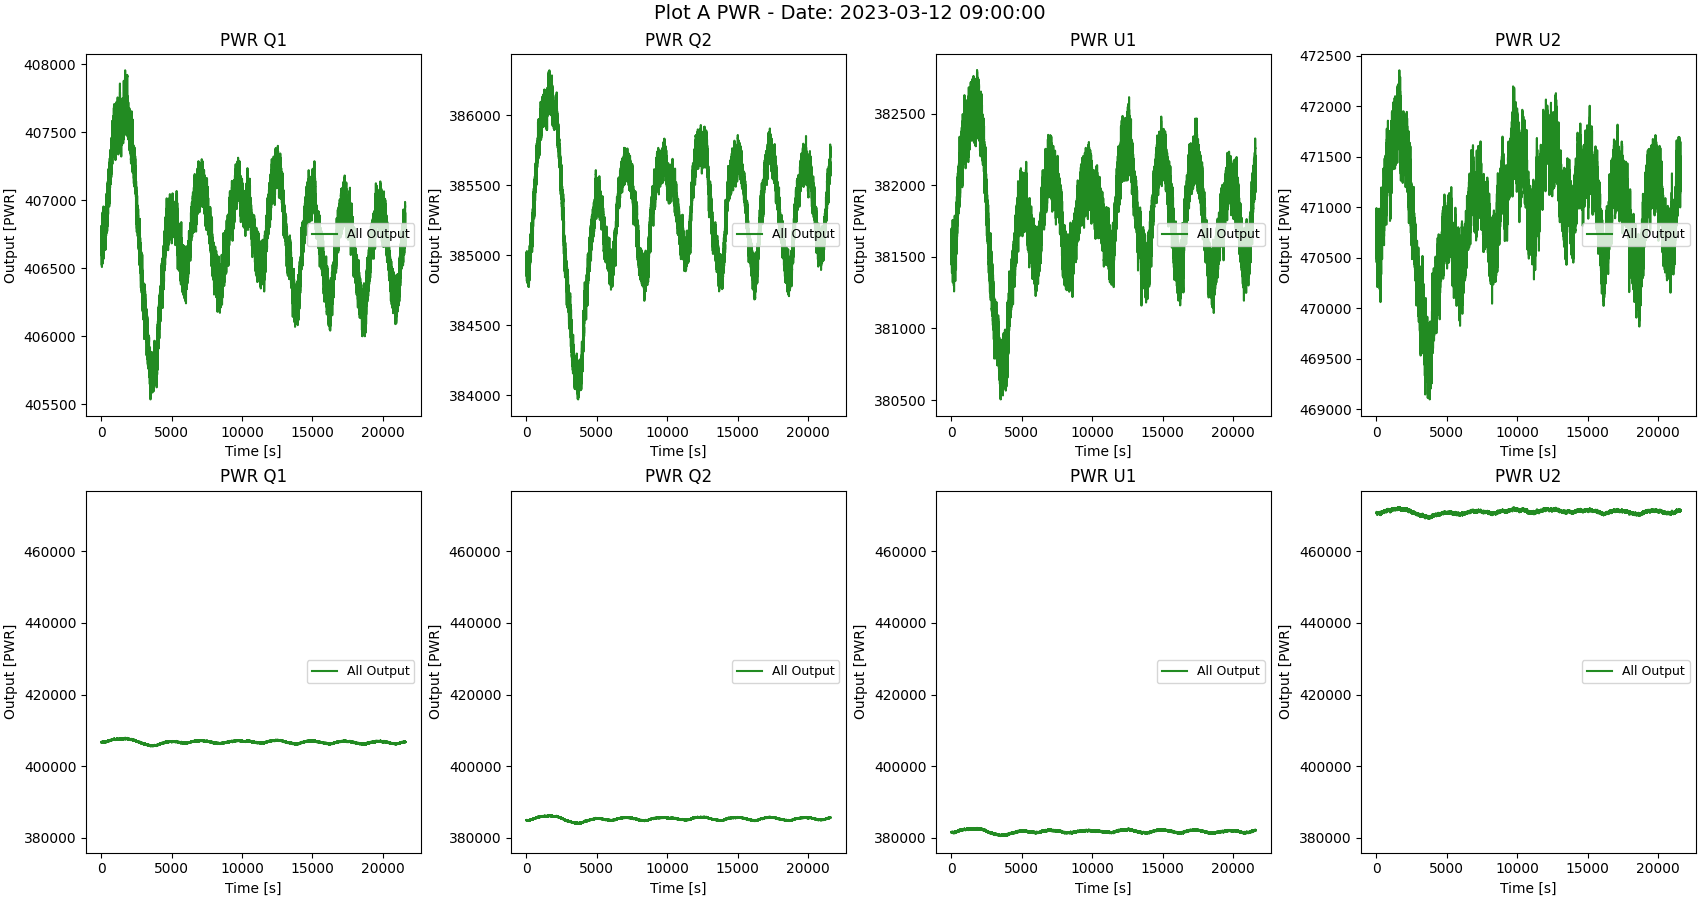 Plot A PWR - Date: 2023-03-12 09:00:00
PWR Q1
408000
407500
407000
406500
406000
405500
Output [PWR]
All Output
0 5000 10000 15000 20000
Time [s]
PWR Q2
386000
385500
385000
384500
384000
Output [PWR]
All Output
0 5000 10000 15000 20000
Time [s]
PWR U1
382500
382000
381500
381000
380500
Output [PWR]
All Output
0 5000 10000 15000 20000
Time [s]
PWR U2
472500
472000
471500
471000
470500
470000
469500
469000
Output [PWR]
All Output
0 5000 10000 15000 20000
Time [s]
PWR Q1
460000
440000
420000
400000
380000
Output [PWR]
All Output
0 5000 10000 15000 20000
Time [s]
PWR Q2
460000
440000
420000
400000
380000
Output [PWR]
All Output
0 5000 10000 15000 20000
Time [s]
PWR U1
460000
440000
420000
400000
380000
Output [PWR]
All Output
0 5000 10000 15000 20000
Time [s]
PWR U2
460000
440000
420000
400000
380000
Output [PWR]
All Output
0 5000 10000 15000 20000
Time [s]